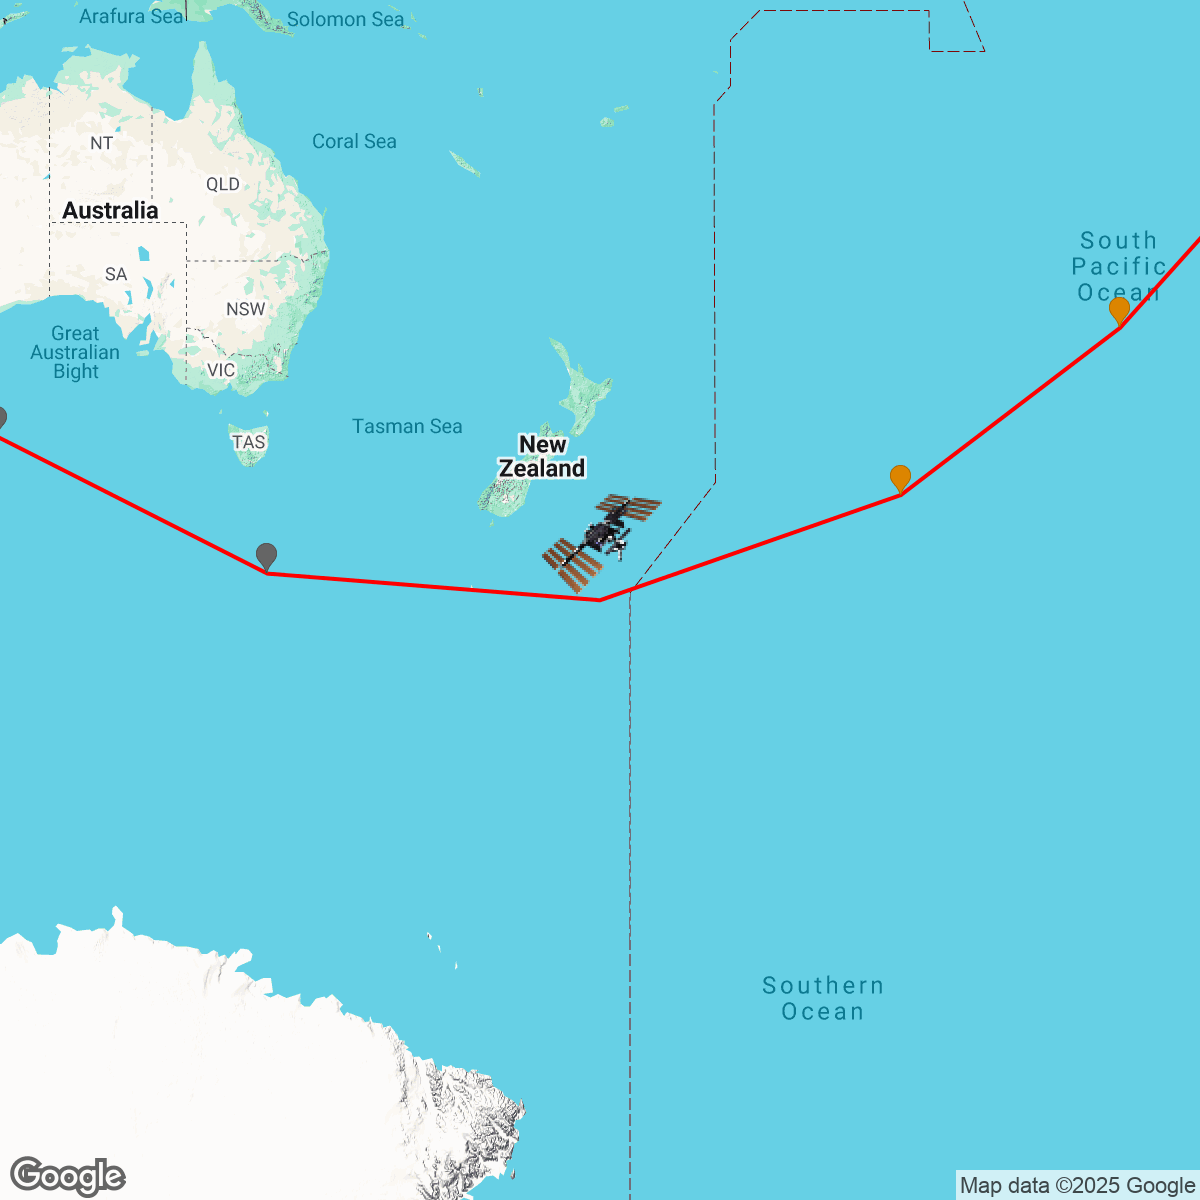 Arafura Sea
Solomon Sea
NT
Coral Sea
QLD
Australia
South
Pacific
Ocean
SA
NSW
Great
Australian
Bight
VIC
Tasman Sea
TAS
New
Zealand
Southern
Ocean
Google
Map data ©2025 Google